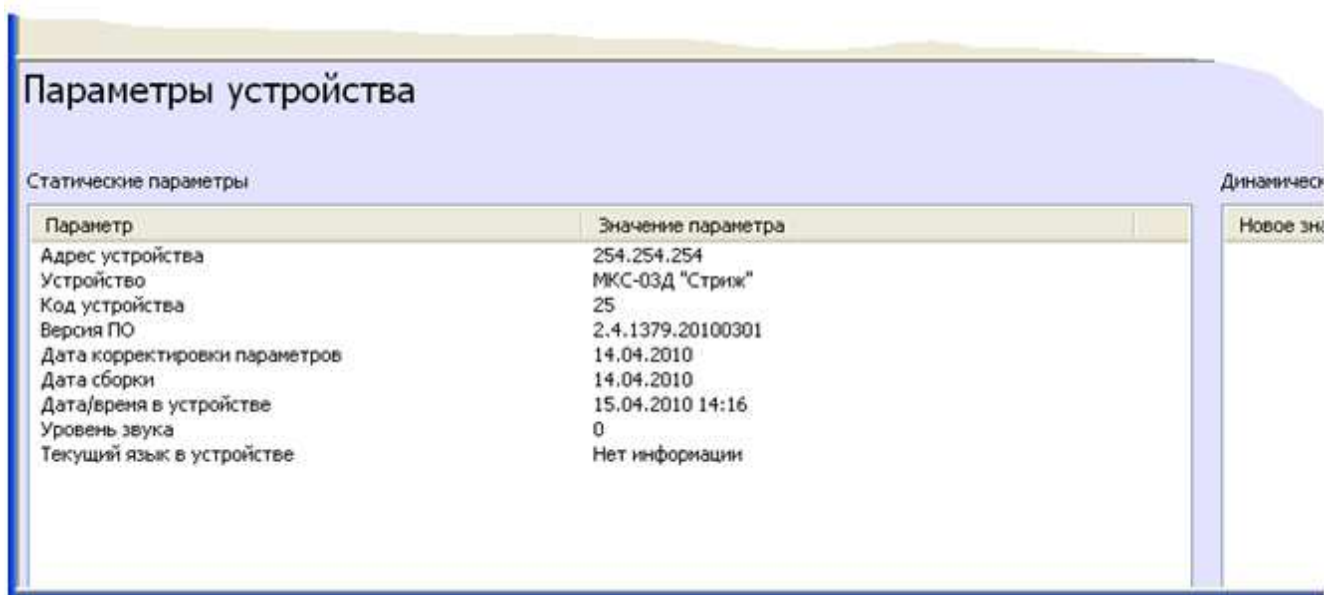 Параметры устройства
Статические параметры
Параметр Значение параметра
Адрес устройства 254.254.254
Устройство МКС-03Д "Стриж"
Код устройства 25
Версия ПО 2.4.1379.20100301
Дата корректировки параметров 14.04.2010
Дата сборки 14.04.2010
Дата/время в устройстве 15.04.2010 14:16
Уровень звука 0
Текущий язык в устройстве Нет информации
Динамическ
Новое зна